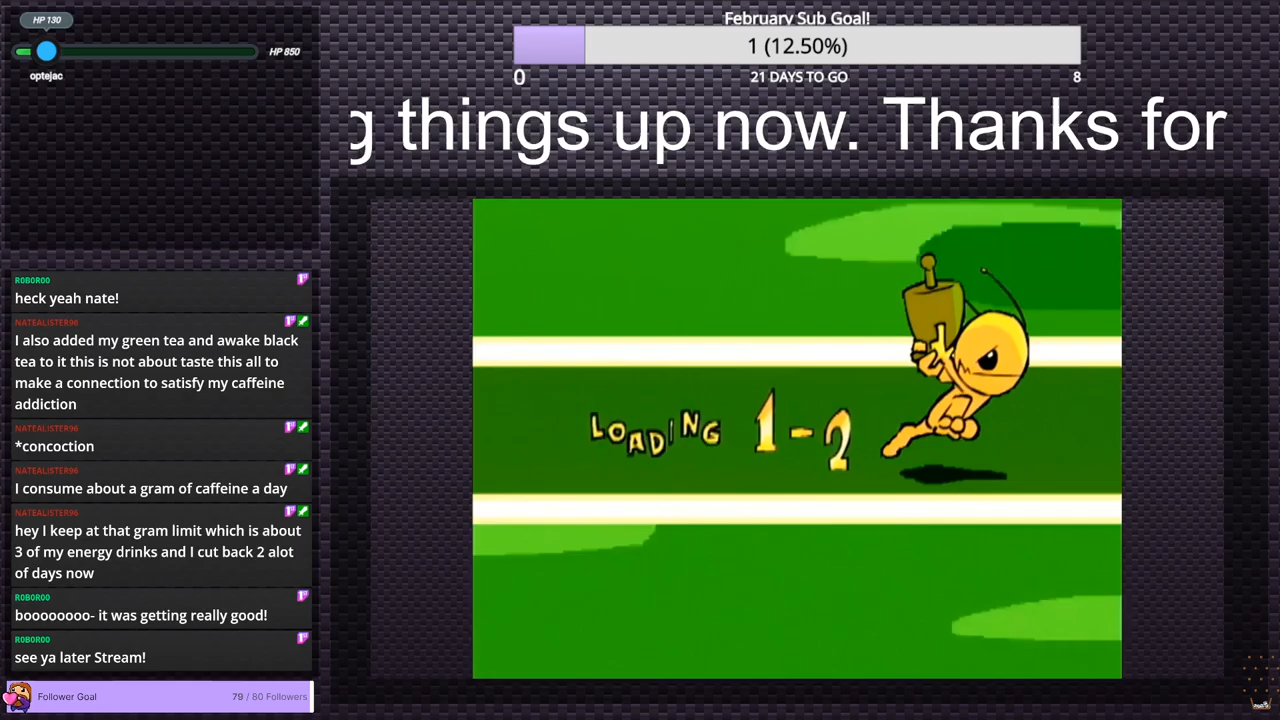 HP 130
HP 850
optejac
February Sub Goal!
1 (12.50%)
0
21 DAYS TO GO
8
g things up now. Thanks for
LOADING 1-2
ROBOROO
heck yeah nate!
NATEALISTER96
I also added my green tea and awake black
tea to it this is not about taste this all to
make a connection to satisfy my caffeine
addiction
NATEALISTER96
*concoction
NATEALISTER96
I consume about a gram of caffeine a day
NATEALISTER96
hey I keep at that gram limit which is about
3 of my energy drinks and I cut back 2 alot
of days now
ROBOROO
boooooooo- it was getting really good!
ROBOROO
see ya later Stream!
Follower Goal
79 / 80 Followers